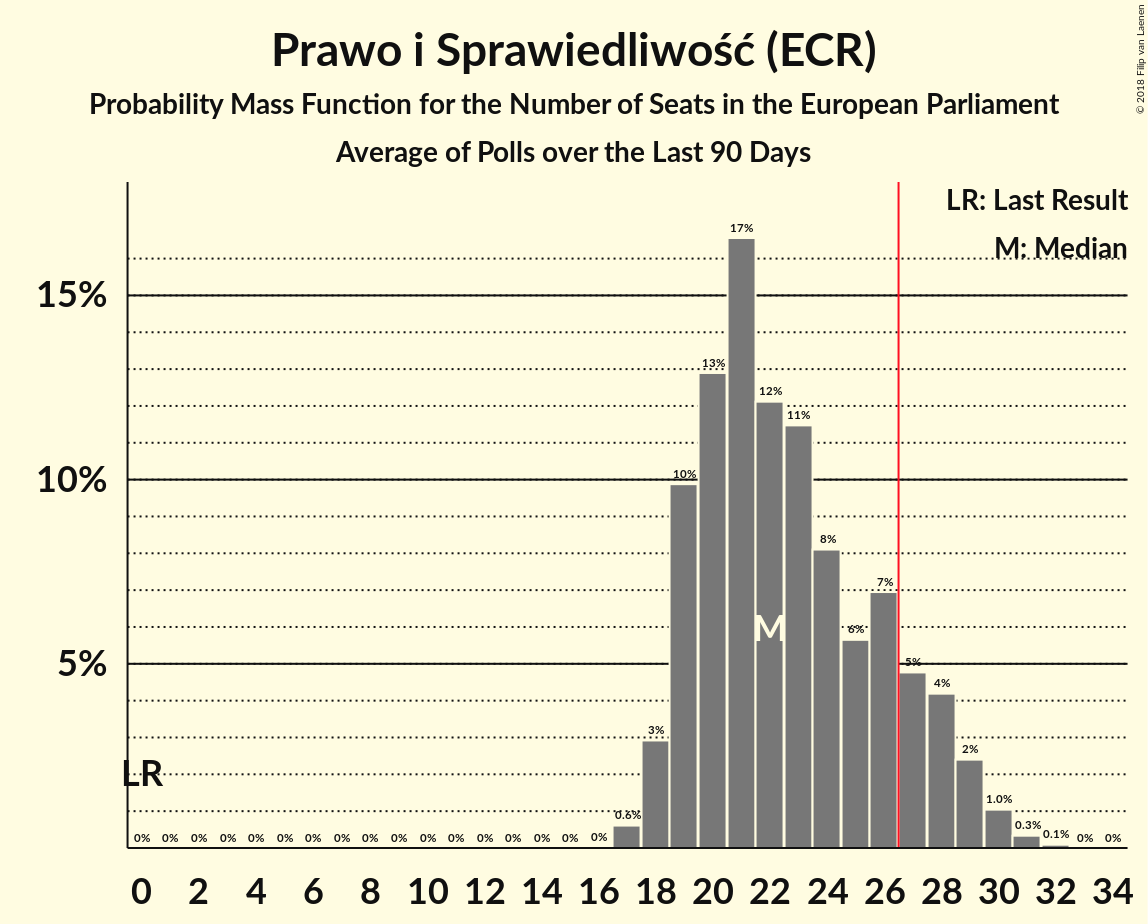 Prawo i Sprawiedliwość (ECR)
Probability Mass Function for the Number of Seats in the European Parliament
Average of Polls over the Last 90 Days
© 2018 Filip van Laenen
LR: Last Result
M: Median
15%
10%
5%
17%
13%
12%
11%
10%
8%
7%
6%
5%
4%
3%
2%
1.0%
0.6%
0.3%
0.1%
M
LR
0% 0% 0% 0% 0% 0% 0% 0% 0% 0% 0% 0% 0% 0% 0% 0% 0% 0% 0%
0 2 4 6 8 10 12 14 16 18 20 22 24 26 28 30 32 34